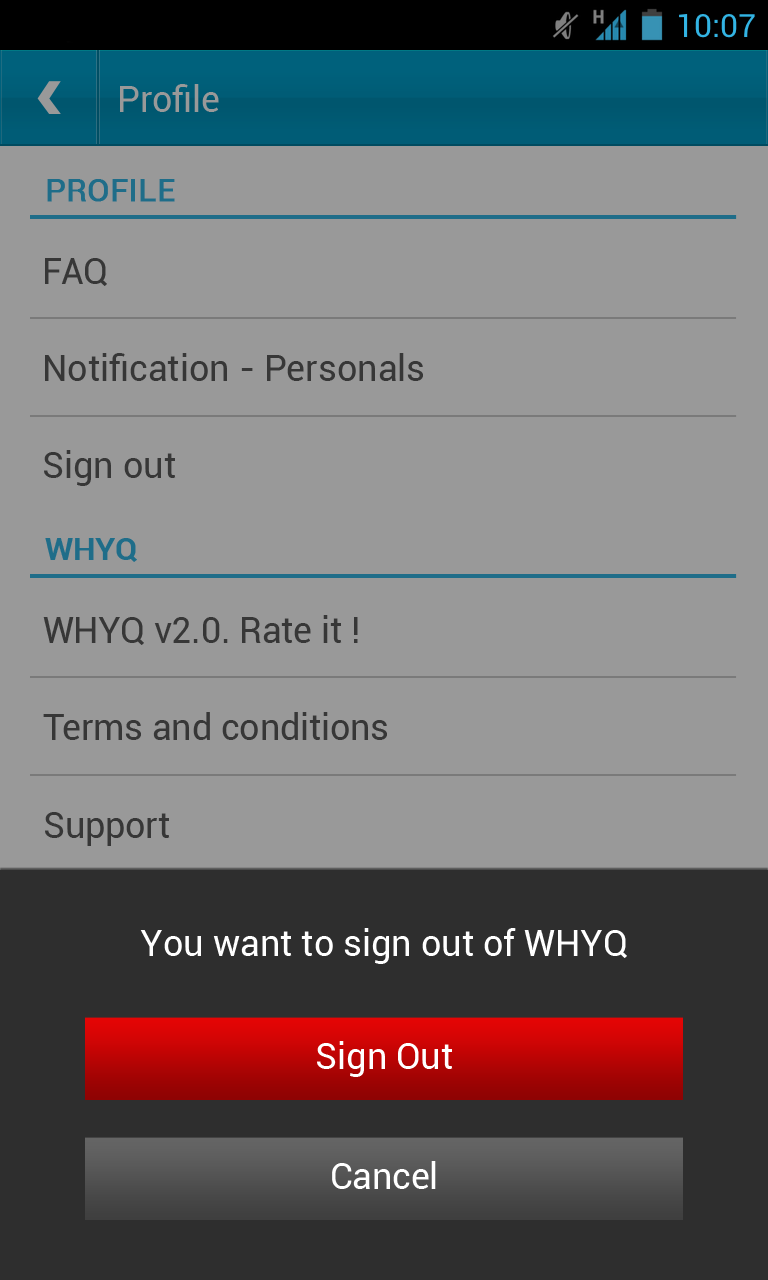 H 10:07
Profile
PROFILE
FAQ
Notification - Personals
Sign out
WHYQ
WHYQ v2.0. Rate it !
Terms and conditions
Support
You want to sign out of WHYQ
Sign Out
Cancel